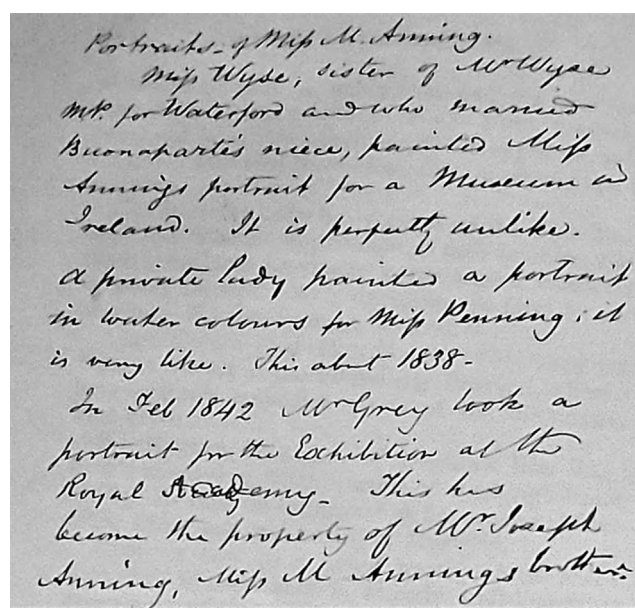 Portraits - of Miss M. Anning.
Miss Wyse, sister of Mr Wyse
MP. for Waterford and who married
Buonaparte's niece, painted Miss
Annings portrait for a Museum in
Ireland. It is perfectly unlike.
A private lady painted a portrait
in water colours for Miss Penning; it
is very like. This abut 1838-
In Feb 1842 Mr Grey took a
portrait for the Exhibition at the
Royal Academy - This has
become the property of Mr. Joseph
Anning, Miss M Annings brother.